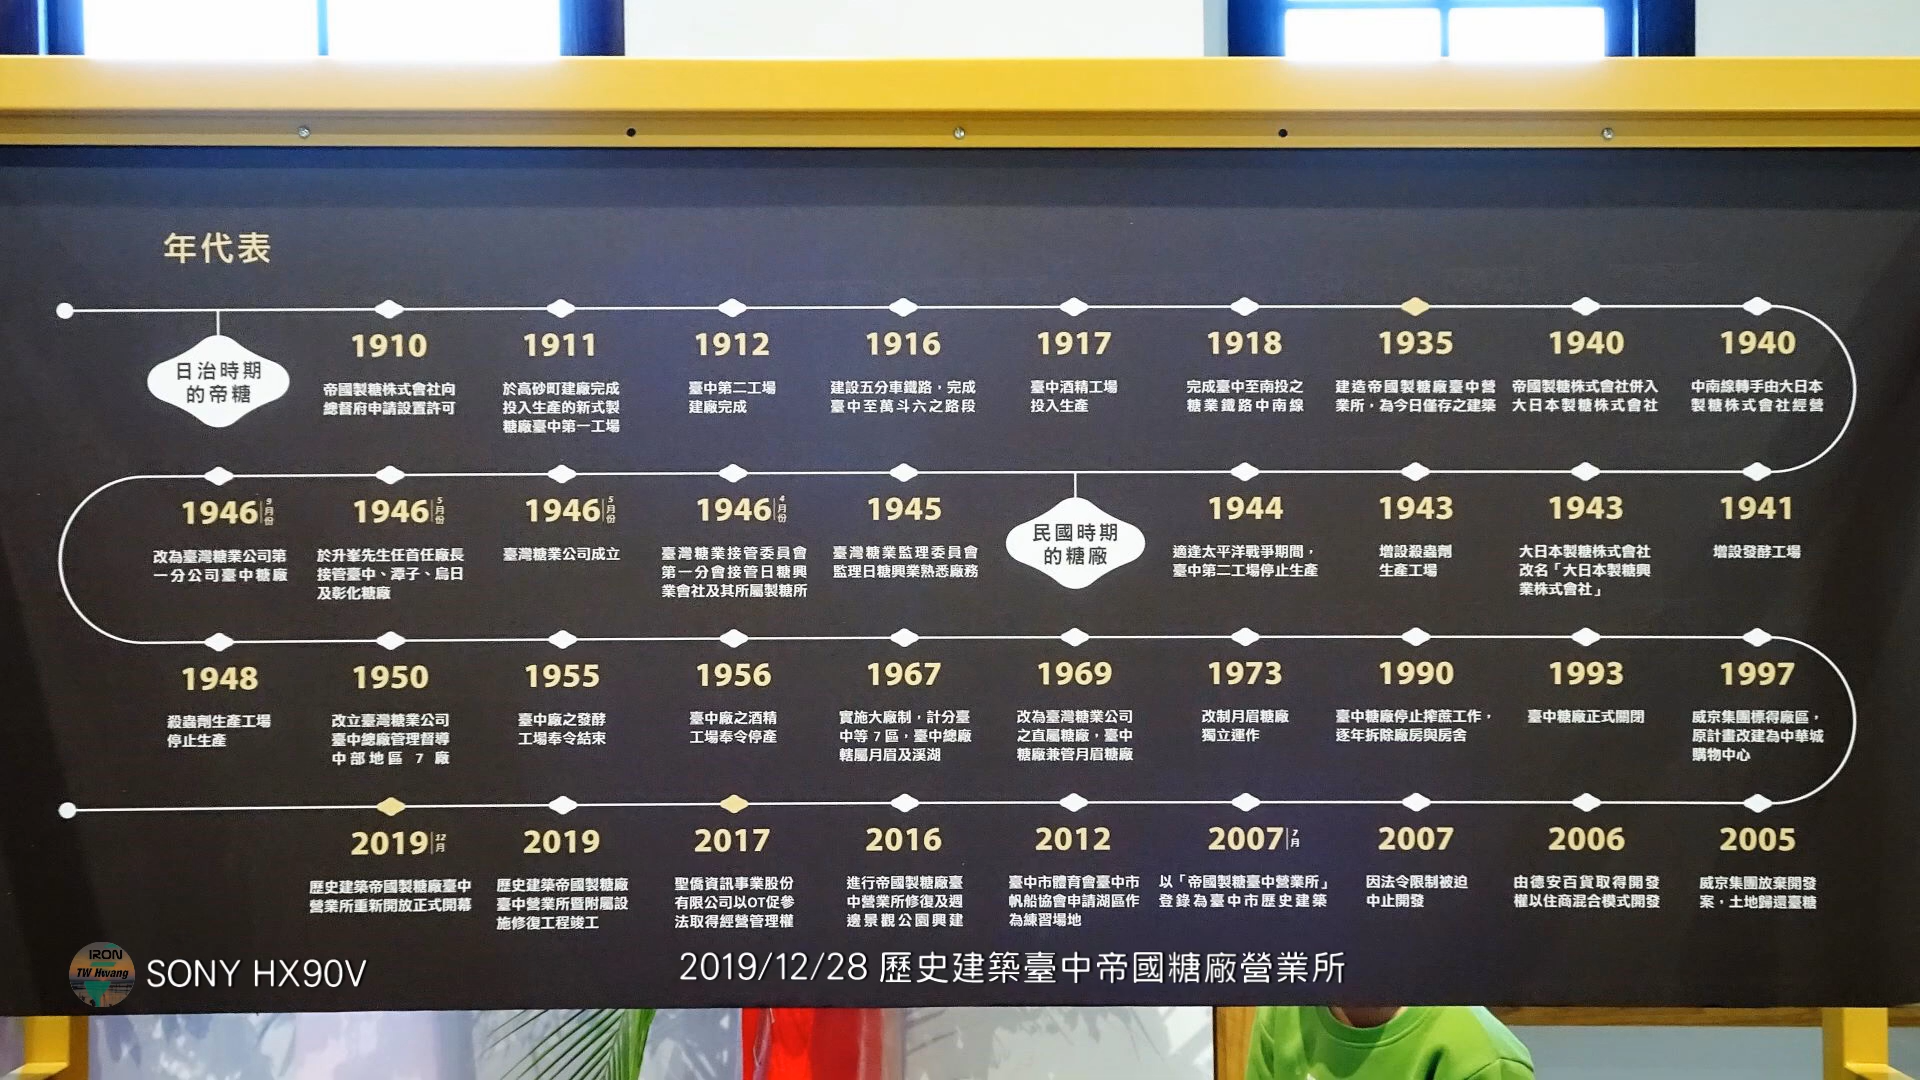 年代表
日治時期
的帝糖
1910
帝國製糖株式會社向
總督府申請設置許可
1911
於高砂町建廠完成
投入生產的新式製
糖廠臺中第一工場
1912
臺中第二工場
建廠完成
1916
建設五分車鐵路，完成
臺中至萬斗六之路段
1917
臺中酒精工場
投入生產
1918
完成臺中至南投之
糖業鐵路中南線
1935
建造帝國製糖廠臺中營
業所，為今日僅存之建築
1940
帝國製糖株式會社併入
大日本製糖株式會社
1940
中南線轉手由大日本
製糖株式會社經營
1941
增設發酵工場
1943
大日本製糖株式會社
改名「大日本製糖興
業株式會社」
1943
增設殺蟲劑
生產工場
1944
適逢太平洋戰爭期間，
臺中第二工場停止生產
民國時期
的糖廠
1945
臺灣糖業監理委員會
監理日糖興業熟悉廠務
1946 4月份
臺灣糖業接管委員會
第一分會接管日糖興
業會社及其所屬製糖所
1946 5月份
臺灣糖業公司成立
1946 5月份
於升峯先生任首任廠長
接管臺中、潭子、烏日
及彰化糖廠
1946 9月份
改為臺灣糖業公司第
一分公司臺中糖廠
1948
殺蟲劑生產工場
停止生產
1950
改立臺灣糖業公司
臺中總廠管理督導
中部地區 7 廠
1955
臺中廠之發酵
工場奉令結束
1956
臺中廠之酒精
工場奉令停產
1967
實施大廠制，計分臺
中等 7 區，臺中總廠
轄屬月眉及溪湖
1969
改為臺灣糖業公司
之直屬糖廠，臺中
糖廠兼管月眉糖廠
1973
改制月眉糖廠
獨立運作
1990
臺中糖廠停止搾蔗工作，
逐年拆除廠房與房舍
1993
臺中糖廠正式關閉
1997
威京集團標得廠區，
原計畫改建為中華城
購物中心
2005
威京集團放棄開發
案，土地歸還臺糖
2006
由德安百貨取得開發
權以住商混合模式開發
2007
因法令限制被迫
中止開發
2007 7月
以「帝國製糖臺中營業所」
登錄為臺中市歷史建築
2012
臺中市體育會臺中市
帆船協會申請湖區作
為練習場地
2016
進行帝國製糖廠臺
中營業所修復及週
邊景觀公園興建
2017
聖僑資訊事業股份
有限公司以OT促參
法取得經營管理權
2019
歷史建築帝國製糖廠
臺中營業所暨附屬設
施修復工程竣工
2019 12月
歷史建築帝國製糖廠臺中
營業所重新開放正式開幕
IRON
TW Hwang
SONY HX90V
2019/12/28 歷史建築臺中帝國糖廠營業所